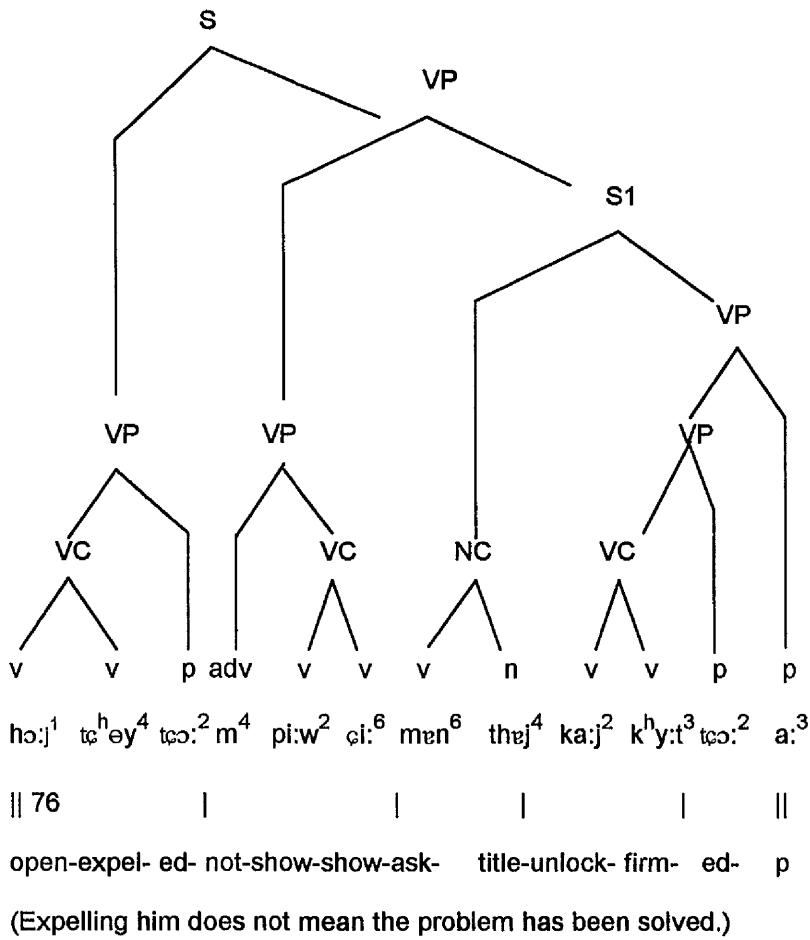 S
VP
S1
VP
VP VP VP
VC VC NC VC
v v p adv v v v n v v p p
hɔ:j¹ tɕʰɵy⁴ tɕɔ:² m⁴ pi:w² ɕi:⁶ mɐn⁶ thɐj⁴ ka:j² kʰy:t³ tɕɔ:² a:³
|| 76 | | | | ||
open-expel- ed- not-show-show-ask- title-unlock- firm- ed- p
(Expelling him does not mean the problem has been solved.)